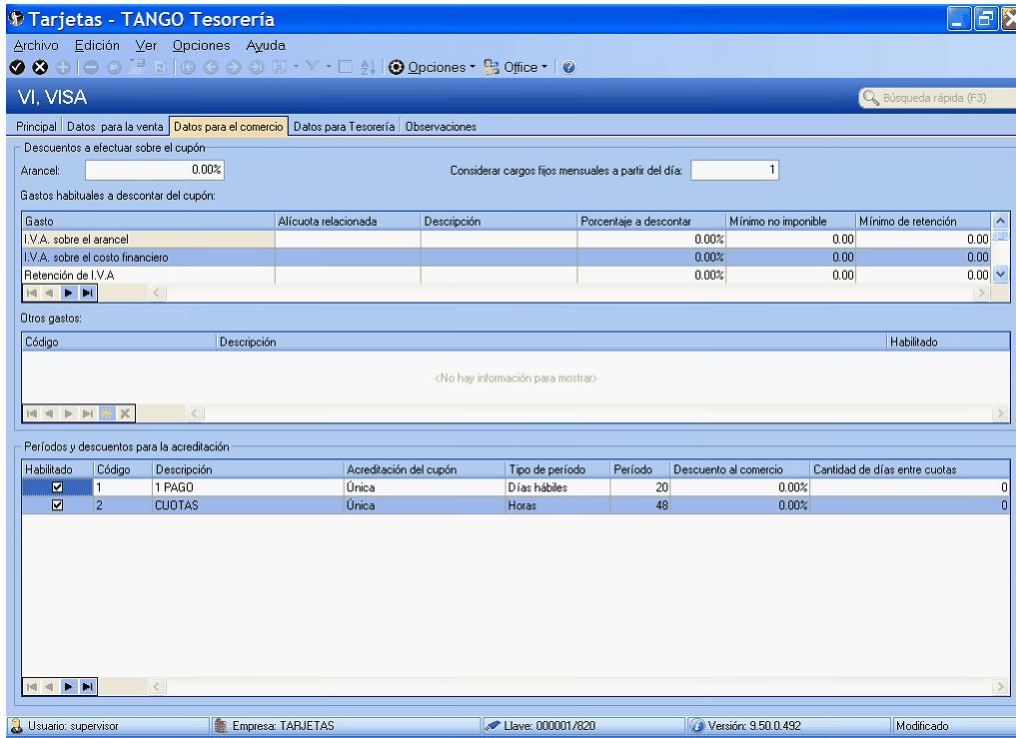 Tarjetas - TANGO Tesorería
Archivo Edición Ver Opciones Ayuda
Opciones Office
VI, VISA Búsqueda rápida (F3)
Principal Datos para la venta Datos para el comercio Datos para Tesorería Observaciones
Descuentos a efectuar sobre el cupón
Arancel: 0.00% Considerar cargos fijos mensuales a partir del día: 1
Gastos habituales a descontar del cupón:
Gasto Alícuota relacionada Descripción Porcentaje a descontar Mínimo no imponible Mínimo de retención
I.V.A. sobre el arancel 0.00% 0.00 0.00
I.V.A. sobre el costo financiero 0.00% 0.00 0.00
Retención de I.V.A 0.00% 0.00 0.00
Otros gastos:
Código Descripción Habilitado
<No hay información para mostrar>
Períodos y descuentos para la acreditación
Habilitado Código Descripción Acreditación del cupón Tipo de período Período Descuento al comercio Cantidad de días entre cuotas
1 1 PAGO Única Días hábiles 20 0.00% 0
2 CUOTAS Única Horas 48 0.00% 0
Usuario: supervisor Empresa: TARJETAS Llave: 000001/820 Versión: 9.50.0.492 Modificado